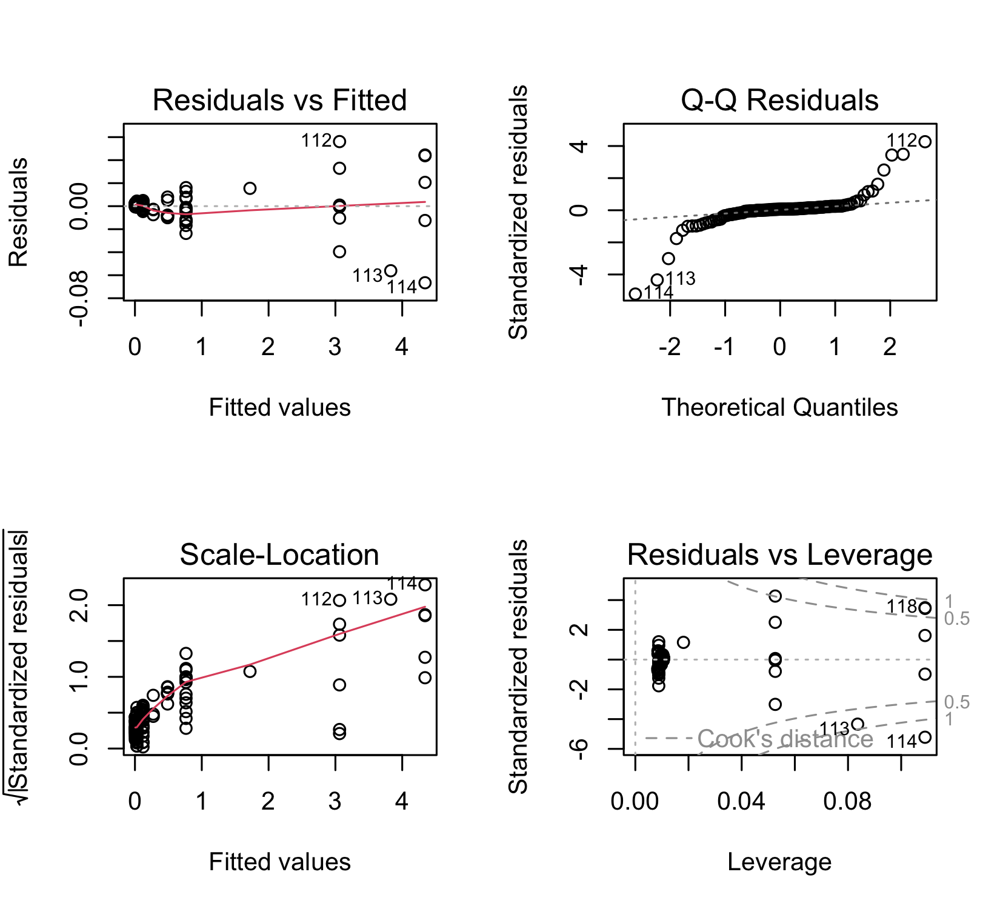 Residuals vs Fitted
Residuals
0.00
-0.08
112
113
114
0 1 2 3 4
Fitted values
Q-Q Residuals
Standardized residuals
4
0
-4
112
113
114
-2 -1 0 1 2
Theoretical Quantiles
Scale-Location
√|Standardized residuals|
2.0
1.0
0.0
114
112 113
0 1 2 3 4
Fitted values
Residuals vs Leverage
Standardized residuals
2
-2
-6
118
1
0.5
0.5
1
113
Cook's distance
114
0.00 0.04 0.08
Leverage